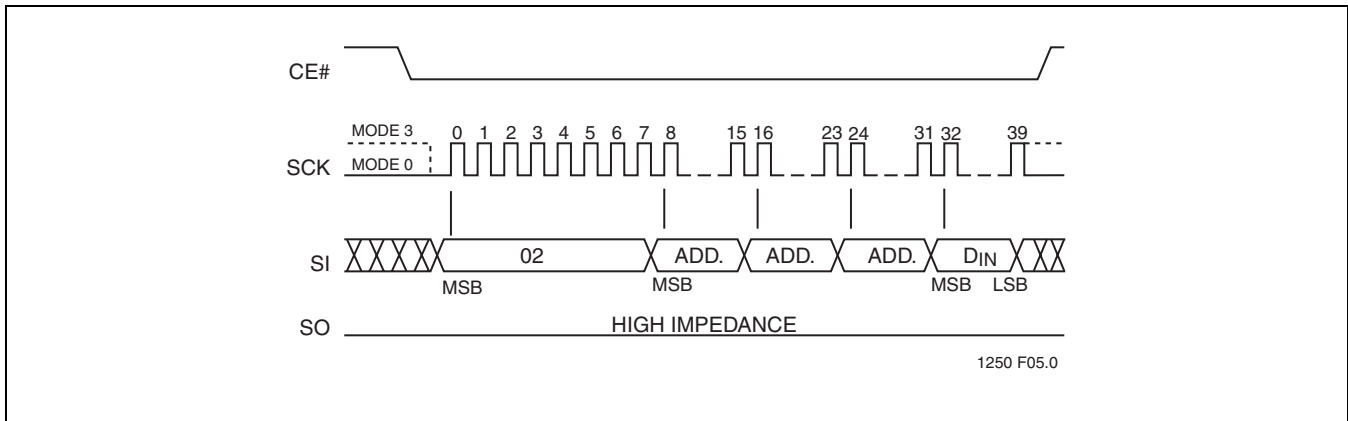 CE#
MODE 3 0 1 2 3 4 5 6 7 8 15 16 23 24 31 32 39
SCK MODE 0
SI 02 ADD. ADD. ADD. DIN
MSB MSB MSB LSB
SO HIGH IMPEDANCE
1250 F05.0